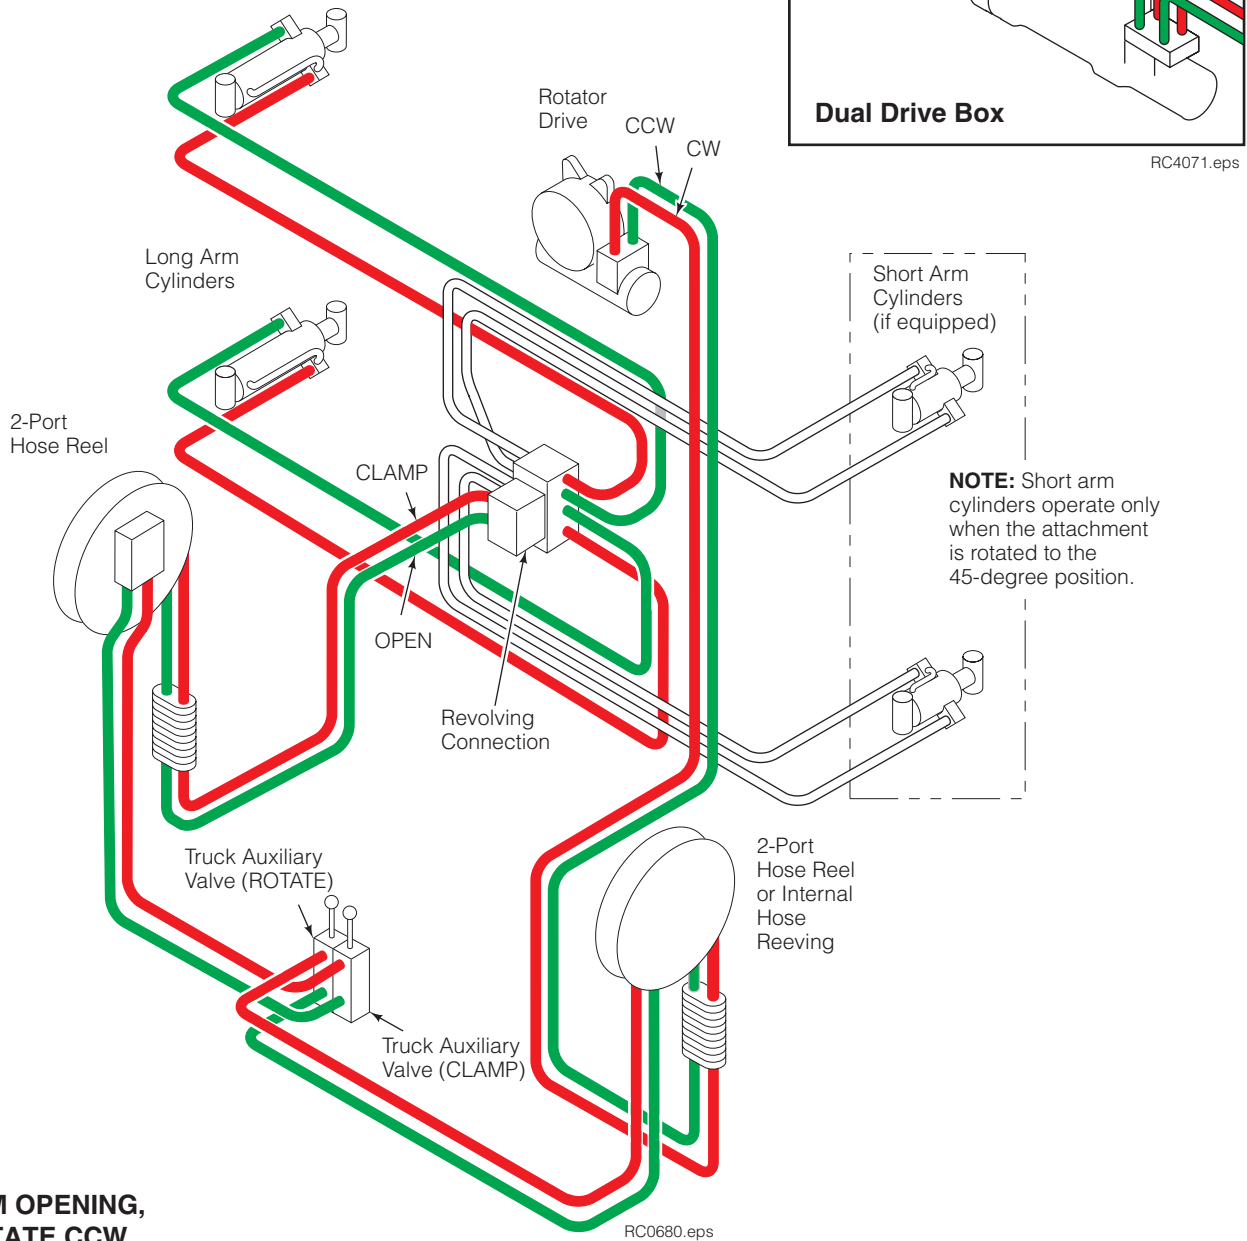 Dual Drive Box
RC4071.eps
Rotator
Drive
CCW
CW
Long Arm
Cylinders
Short Arm
Cylinders
(if equipped)
2-Port
Hose Reel
CLAMP
NOTE: Short arm
cylinders operate only
when the attachment
is rotated to the
45-degree position.
OPEN
Revolving
Connection
Truck Auxiliary
Valve (ROTATE)
2-Port
Hose Reel
or Internal
Hose
Reeving
Truck Auxiliary
Valve (CLAMP)
OPENING,
CCW
RC0680.eps